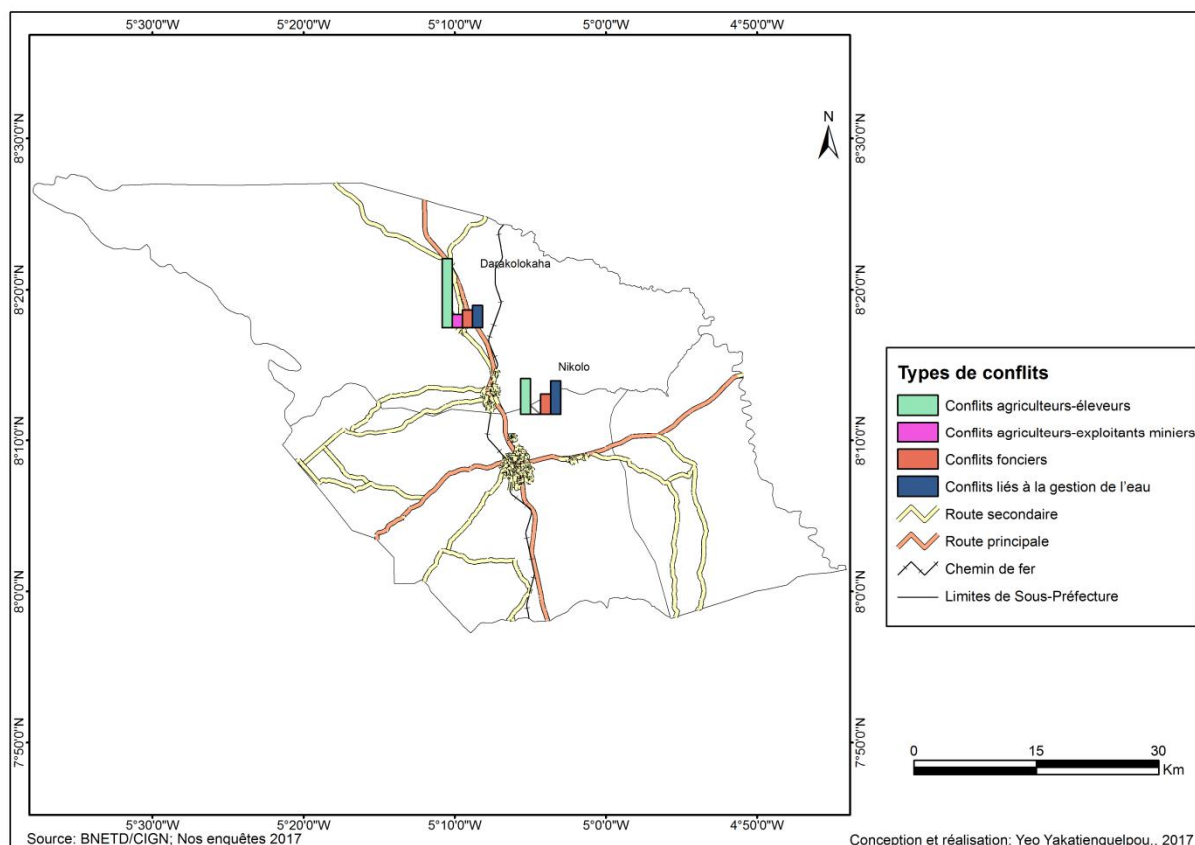 5°30'0"W 5°20'0"W 5°10'0"W 5°0'0"W 4°50'0"W
N
8°30'0"N 8°30'0"N
Darakolokaha
8°20'0"N 8°20'0"N
Nikolo
8°10'0"N 8°10'0"N
8°0'0"N 8°0'0"N
7°50'0"N 7°50'0"N
5°30'0"W 5°20'0"W 5°10'0"W 5°0'0"W 4°50'0"W
Types de conflits
Conflits agriculteurs-éleveurs
Conflits agriculteurs-exploitants miniers
Conflits fonciers
Conflits liés à la gestion de l'eau
Route secondaire
Route principale
Chemin de fer
Limites de Sous-Préfecture
0 15 30
Km
Source: BNETD/CIGN; Nos enquêtes 2017
Conception et réalisation: Yeo Yakatienguelpou., 2017